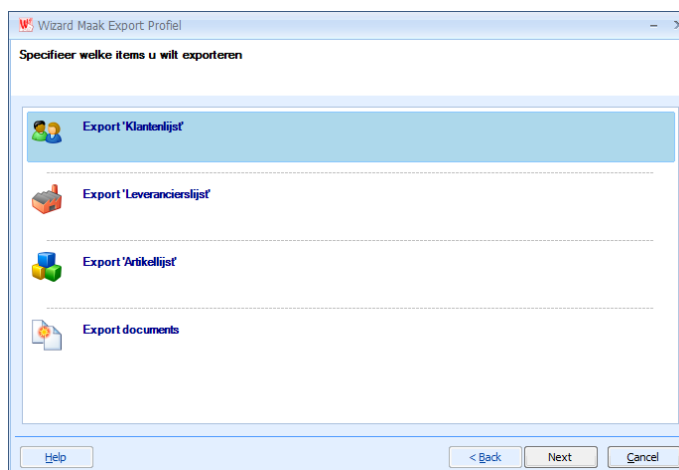 Wizard Maak Export Profiel
Specifieer welke items u wilt exporteren
Export 'Klantenlijst'
Export 'Leverancierslijst'
Export 'Artikellijst'
Export documents
Help
< Back
Next
Cancel